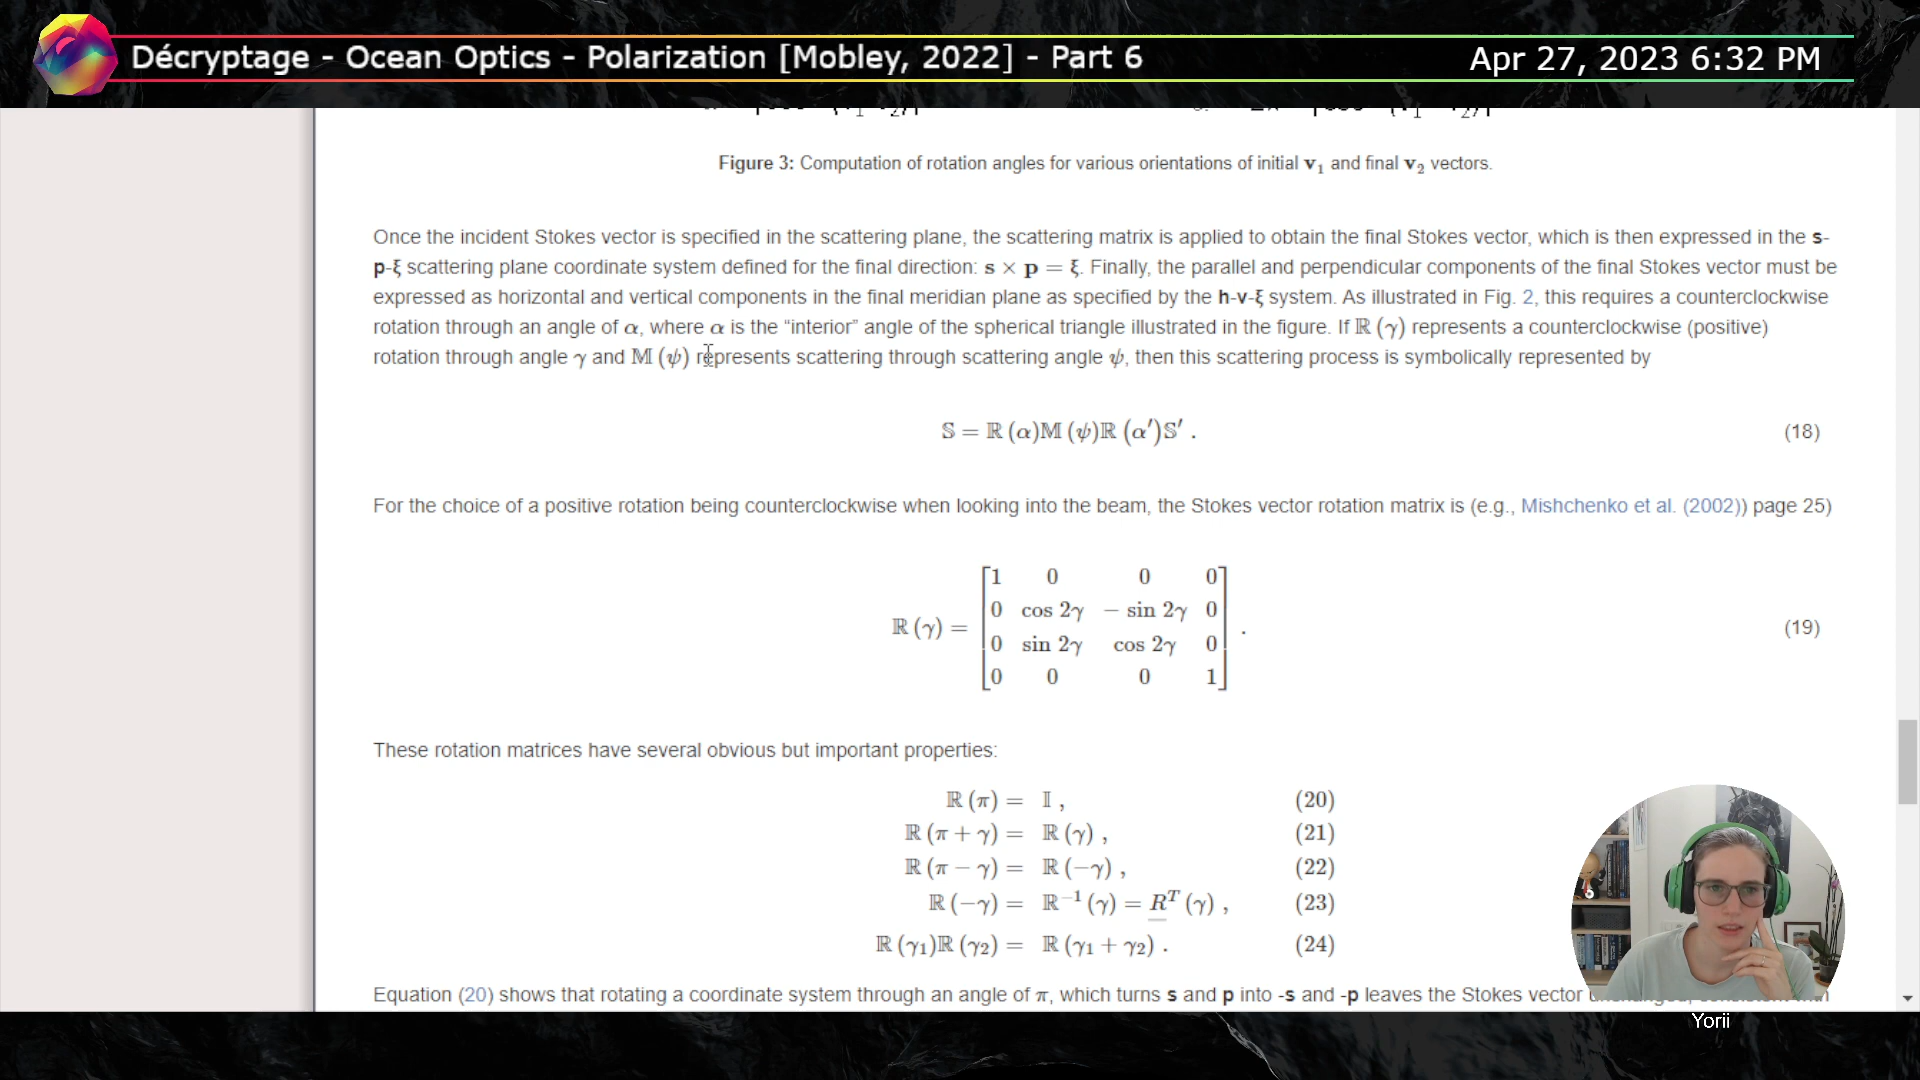 Décryptage - Ocean Optics - Polarization [Mobley, 2022] - Part 6
Apr 27, 2023 6:32 PM
Figure 3: Computation of rotation angles for various orientations of initial v₁ and final v₂ vectors.
Once the incident Stokes vector is specified in the scattering plane, the scattering matrix is applied to obtain the final Stokes vector, which is then expressed in the s-
p-ξ scattering plane coordinate system defined for the final direction: s × p = ξ. Finally, the parallel and perpendicular components of the final Stokes vector must be
expressed as horizontal and vertical components in the final meridian plane as specified by the h-v-ξ system. As illustrated in Fig. 2, this requires a counterclockwise
rotation through an angle of α, where α is the “interior” angle of the spherical triangle illustrated in the figure. If ℝ (γ) represents a counterclockwise (positive)
rotation through angle γ and 𝕄 (ψ) represents scattering through scattering angle ψ, then this scattering process is symbolically represented by
𝕊 = ℝ (α)𝕄 (ψ)ℝ (α′)𝕊′ . (18)
For the choice of a positive rotation being counterclockwise when looking into the beam, the Stokes vector rotation matrix is (e.g., Mishchenko et al. (2002)) page 25)
1 0 0 0
0 cos 2γ − sin 2γ 0
ℝ (γ) = . (19)
0 sin 2γ cos 2γ 0
0 0 0 1
These rotation matrices have several obvious but important properties:
ℝ (π) = 𝕀 , (20)
ℝ (π + γ) = ℝ (γ) , (21)
ℝ (π − γ) = ℝ (−γ) , (22)
ℝ (−γ) = ℝ⁻¹ (γ) = Rᵀ (γ) , (23)
ℝ (γ₁)ℝ (γ₂) = ℝ (γ₁ + γ₂) . (24)
Equation (20) shows that rotating a coordinate system through an angle of π, which turns s and p into -s and -p leaves the Stokes vector
Yorii